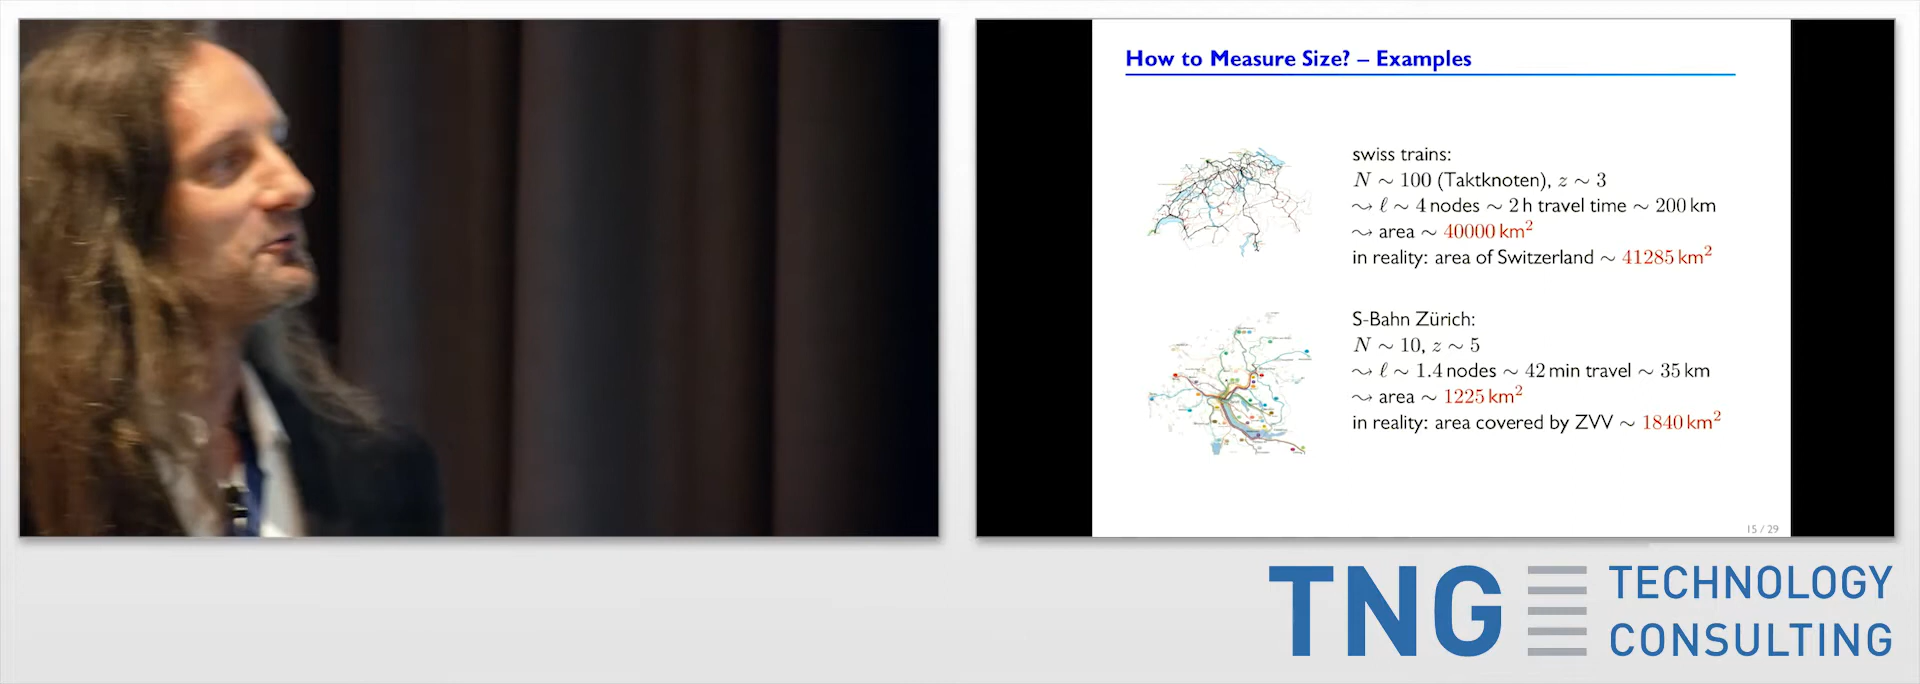 How to Measure Size? – Examples
swiss trains:
N ∼ 100 (Taktknoten), z ∼ 3
⇝ ℓ ∼ 4 nodes ∼ 2 h travel time ∼ 200 km
⇝ area ∼ 40000 km²
in reality: area of Switzerland ∼ 41285 km²
S-Bahn Zürich:
N ∼ 10, z ∼ 5
⇝ ℓ ∼ 1.4 nodes ∼ 42 min travel ∼ 35 km
⇝ area ∼ 1225 km²
in reality: area covered by ZVV ∼ 1840 km²
15 / 29
TNG TECHNOLOGY
CONSULTING